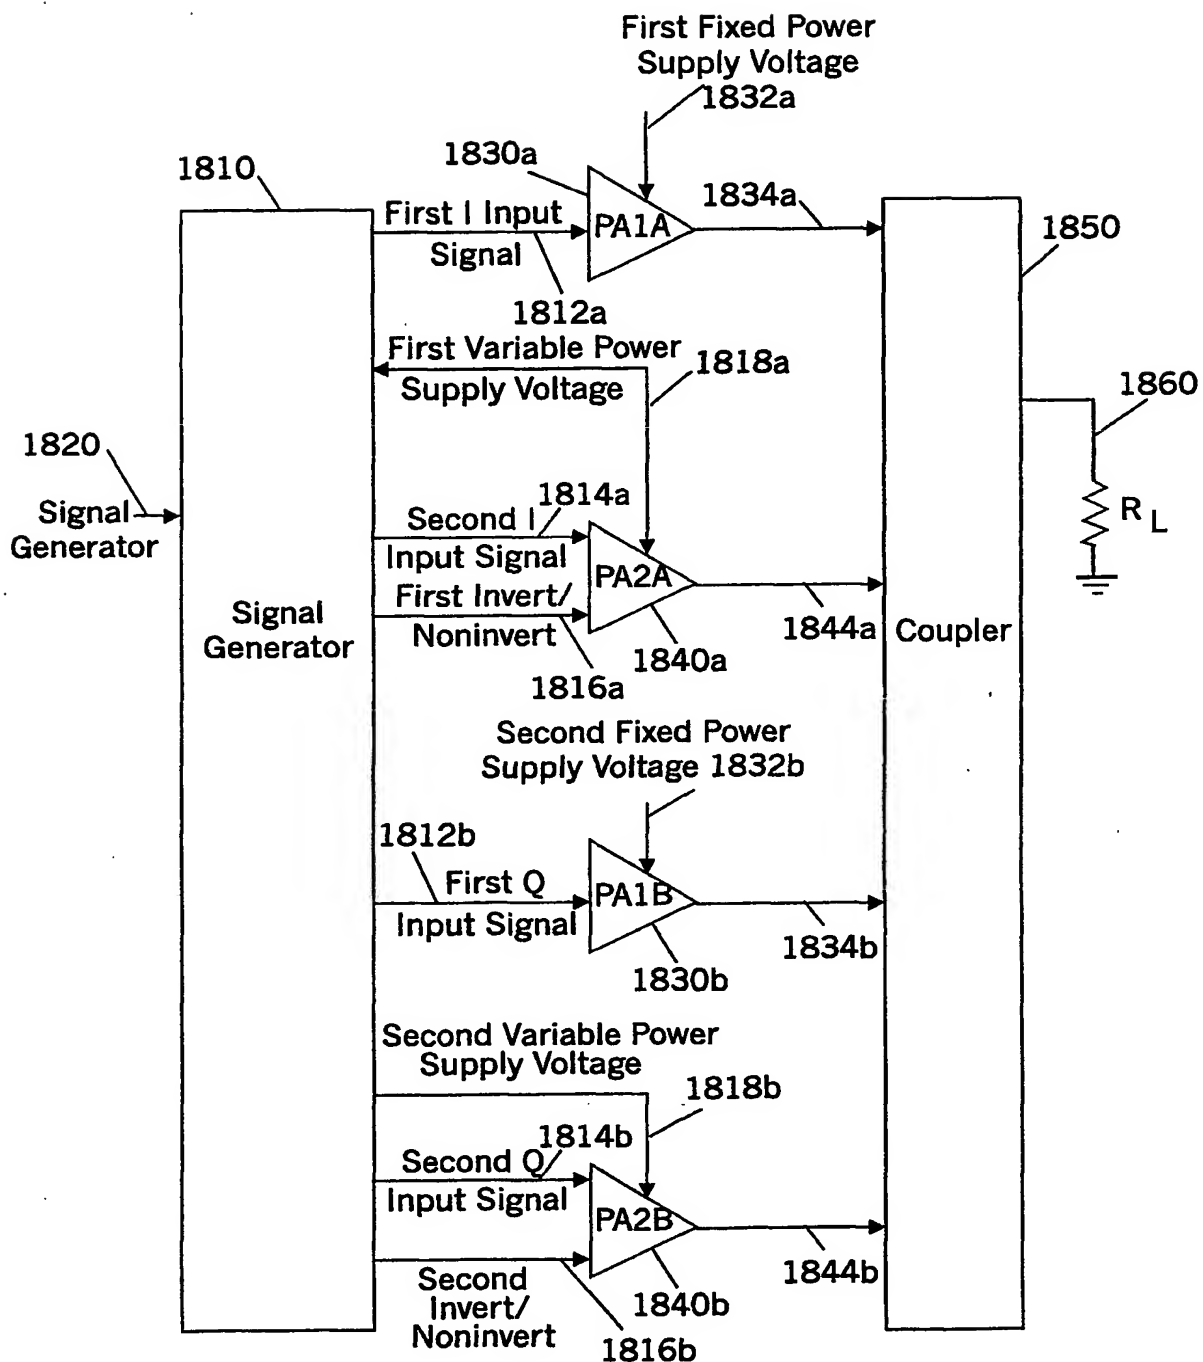 First Fixed Power
Supply Voltage
1832a
1830a
1810
1834a
First I Input
Signal
PA1A
1850
1812a
First Variable Power
Supply Voltage
1818a
1860
1820
Signal
Generator
1814a
Second I
Input Signal
R L
PA2A
First Invert/
Noninvert
Signal
Generator
1844a
Coupler
1840a
1816a
Second Fixed Power
Supply Voltage 1832b
1812b
First Q
Input Signal
PA1B
1834b
1830b
Second Variable Power
Supply Voltage
1818b
1814b
Second Q
Input Signal
PA2B
1844b
Second
Invert/
Noninvert
1840b
1816b